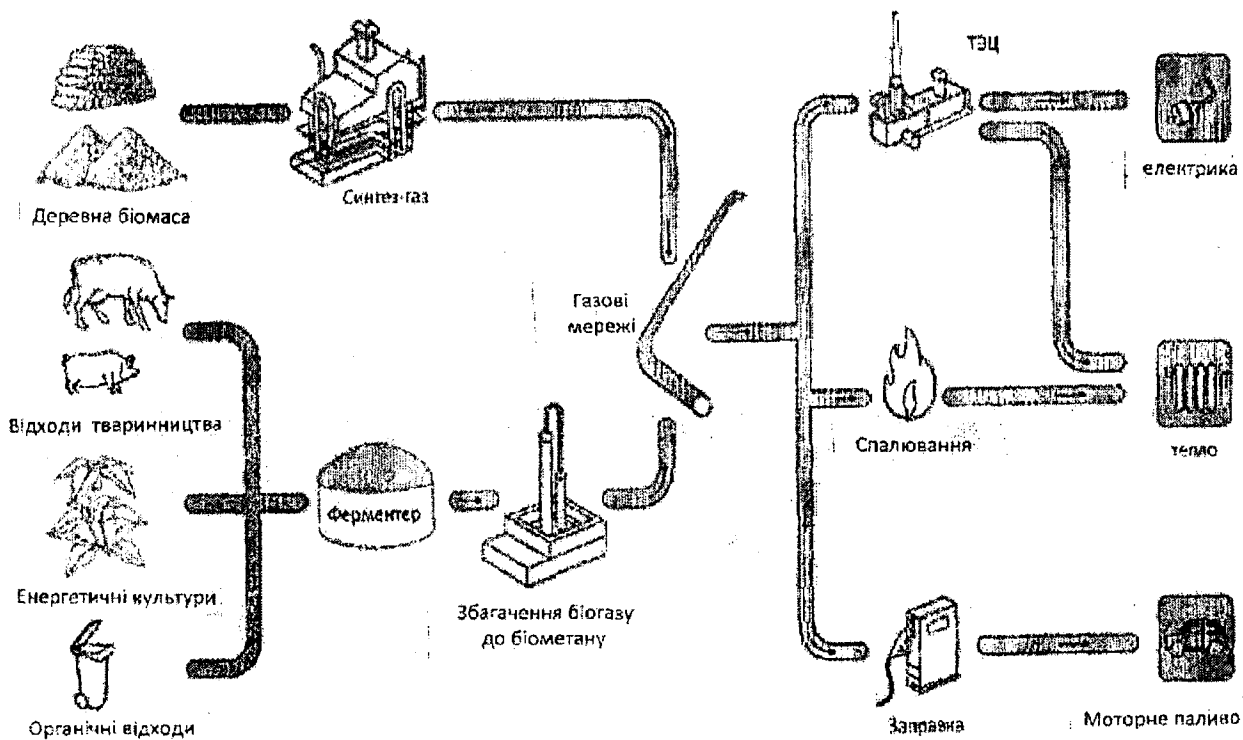 ТЭЦ
електрика
Синтез-газ
Деревна біомаса
Газові
мережі
Відходи тваринництва
Спалювання
тепло
Ферментер
Енергетичні культури
Збагачення біогазу
до біометану
Органічні відходи
Заправка
Моторне паливо